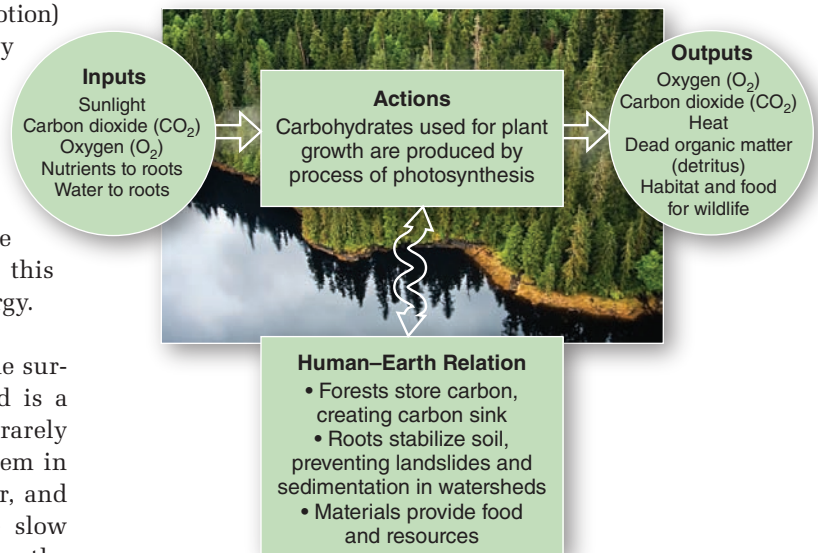 otion)
y
e
this
rgy.
e sur-
d is a
rarely
em in
r, and
slow
Inputs
Sunlight
Carbon dioxide (CO₂)
Oxygen (O₂)
Nutrients to roots
Water to roots
Actions
Carbohydrates used for plant
growth are produced by
process of photosynthesis
Outputs
Oxygen (O₂)
Carbon dioxide (CO₂)
Heat
Dead organic matter
(detritus)
Habitat and food
for wildlife
Human–Earth Relation
• Forests store carbon,
creating carbon sink
• Roots stabilize soil,
preventing landslides and
sedimentation in watersheds
• Materials provide food
and resources